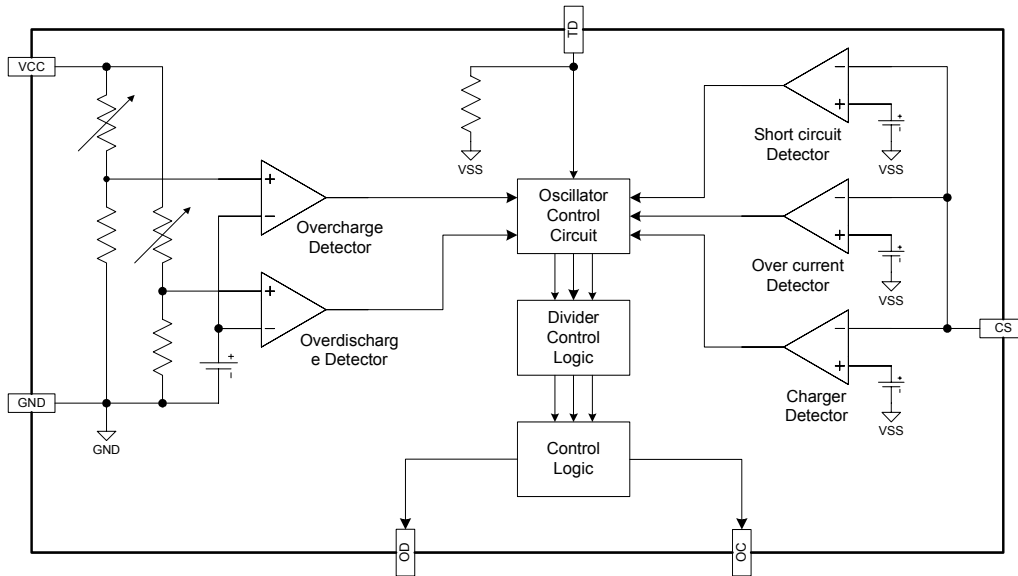 TD
VCC
VSS
Short circuit
Detector
VSS
Oscillator
Control
Circuit
Overcharge
Detector
Over current
Detector
VSS
Divider
Control
Logic
Overdischarg
e Detector
CS
GND
GND
Charger
Detector
VSS
Control
Logic
OD
OC
+
−
+
−
+
-
−
+
+
-
−
+
+
-
−
+
+
-